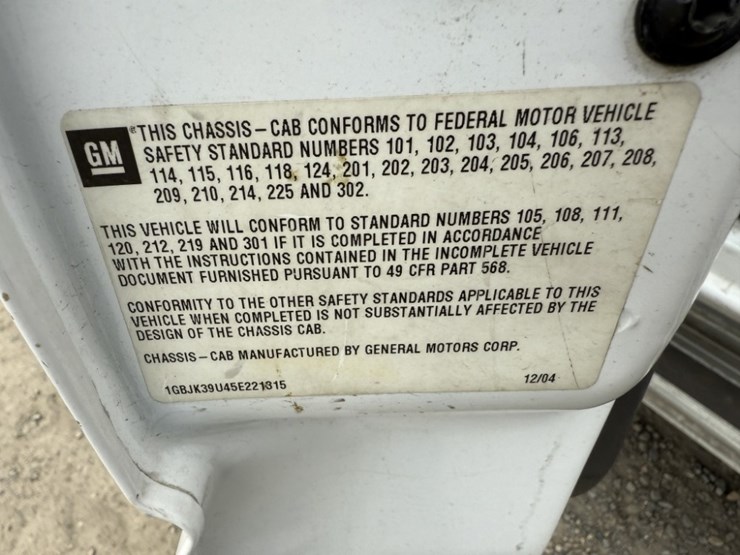 GM
®THIS CHASSIS–CAB CONFORMS TO FEDERAL MOTOR VEHICLE
SAFETY STANDARD NUMBERS 101, 102, 103, 104, 106, 113,
114, 115, 116, 118, 124, 201, 202, 203, 204, 205, 206, 207, 208,
209, 210, 214, 225 AND 302.
THIS VEHICLE WILL CONFORM TO STANDARD NUMBERS 105, 108, 111,
120, 212, 219 AND 301 IF IT IS COMPLETED IN ACCORDANCE
WITH THE INSTRUCTIONS CONTAINED IN THE INCOMPLETE VEHICLE
DOCUMENT FURNISHED PURSUANT TO 49 CFR PART 568.
CONFORMITY TO THE OTHER SAFETY STANDARDS APPLICABLE TO THIS
VEHICLE WHEN COMPLETED IS NOT SUBSTANTIALLY AFFECTED BY THE
DESIGN OF THE CHASSIS CAB.
CHASSIS–CAB MANUFACTURED BY GENERAL MOTORS CORP.
1GBJK39U45E221315 12/04